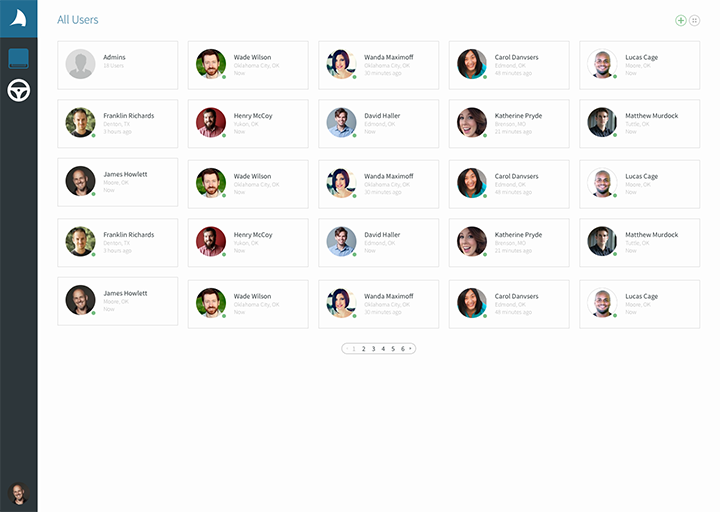 All Users
Admins
18 Users
Wade Wilson
Oklahoma City, OK
Now
Wanda Maximoff
Oklahoma City, OK
30 minutes ago
Carol Danvsers
Edmond, OK
48 minutes ago
Lucas Cage
Moore, OK
Now
Franklin Richards
Denton, TX
3 hours ago
Henry McCoy
Yukon, OK
Now
David Haller
Edmond, OK
Now
Katherine Pryde
Branson, MO
22 minutes ago
Matthew Murdock
Tuttle, OK
Now
James Howlett
Moore, OK
Now
Wade Wilson
Oklahoma City, OK
Now
Wanda Maximoff
Oklahoma City, OK
30 minutes ago
Carol Danvsers
Edmond, OK
48 minutes ago
Lucas Cage
Moore, OK
Now
Franklin Richards
Denton, TX
3 hours ago
Henry McCoy
Yukon, OK
Now
David Haller
Edmond, OK
Now
Katherine Pryde
Branson, MO
22 minutes ago
Matthew Murdock
Tuttle, OK
Now
James Howlett
Moore, OK
Now
Wade Wilson
Oklahoma City, OK
Now
Wanda Maximoff
Oklahoma City, OK
30 minutes ago
Carol Danvsers
Edmond, OK
48 minutes ago
Lucas Cage
Moore, OK
Now
1 2 3 4 5 6